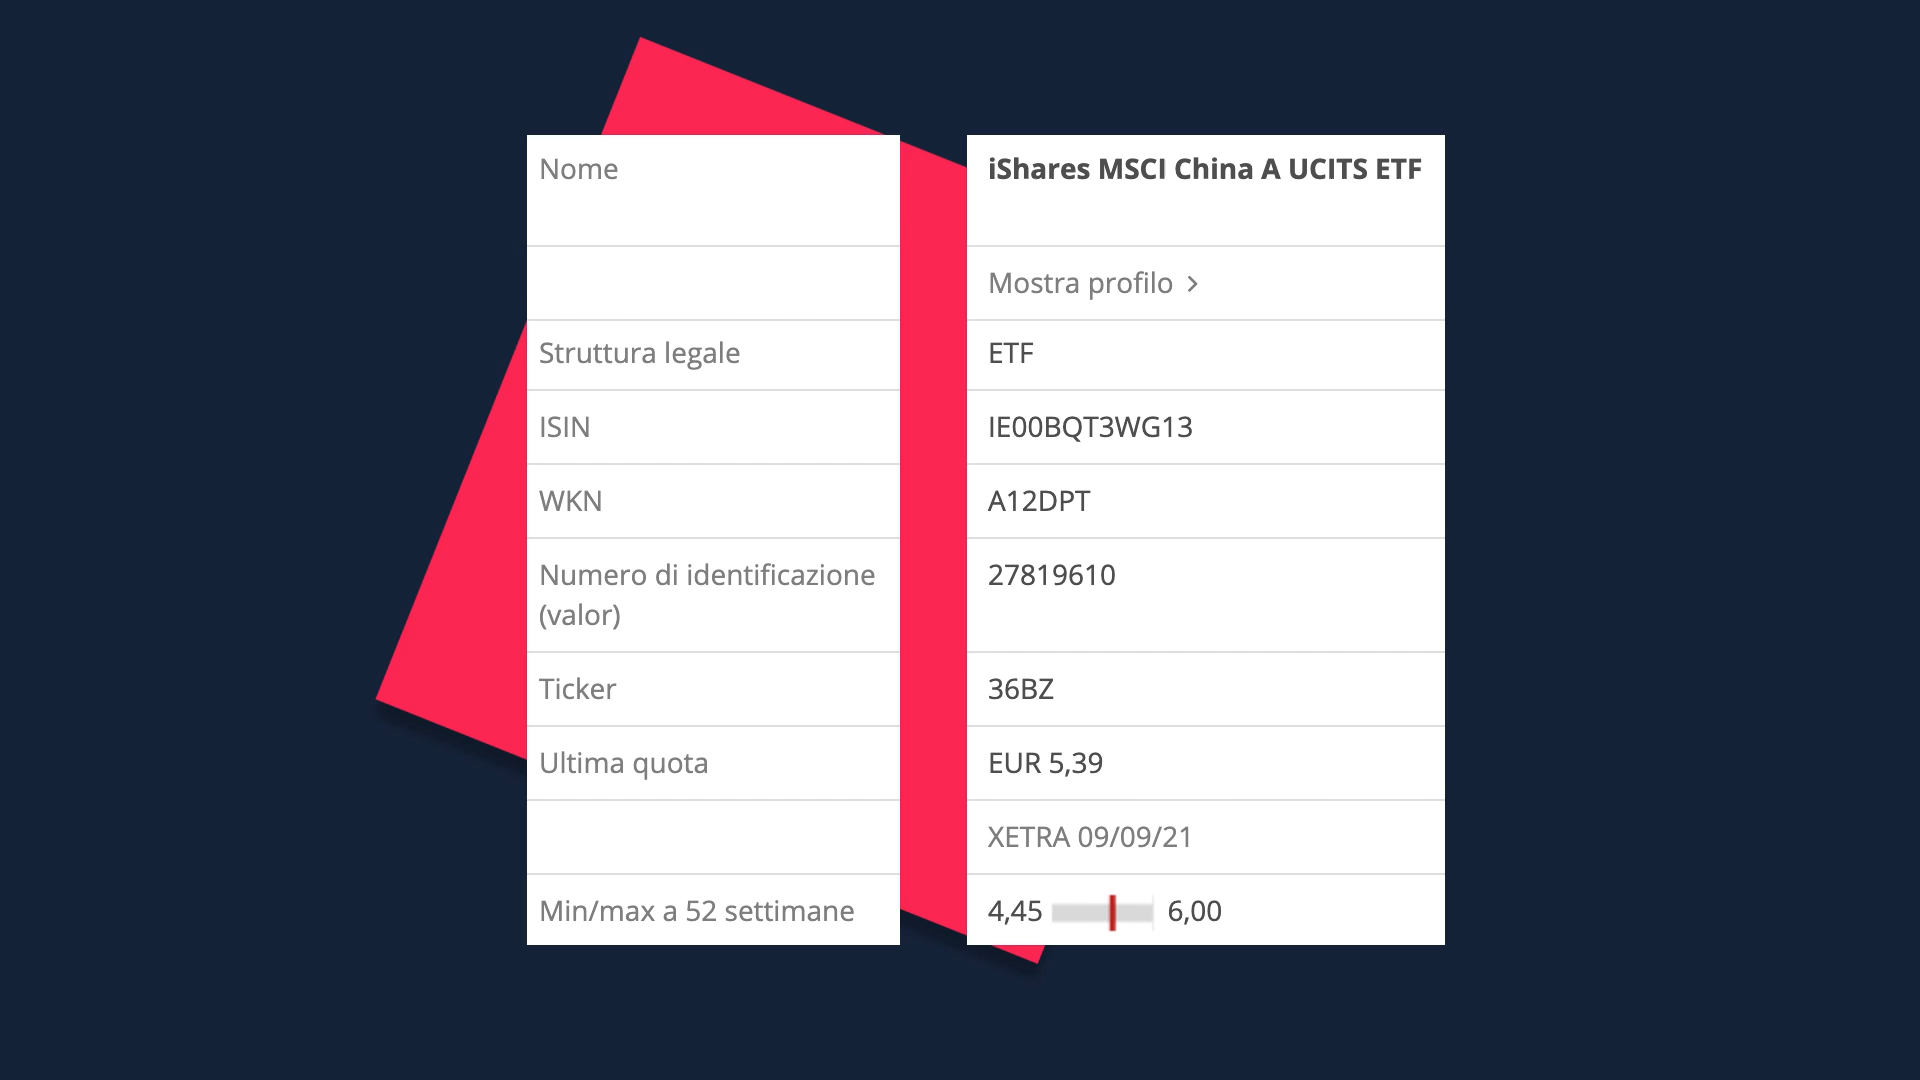 Nome
iShares MSCI China A UCITS ETF
Mostra profilo >
Struttura legale
ETF
ISIN
IE00BQT3WG13
WKN
A12DPT
Numero di identificazione
(valor)
27819610
Ticker
36BZ
Ultima quota
EUR 5,39
XETRA 09/09/21
Min/max a 52 settimane
4,45 6,00